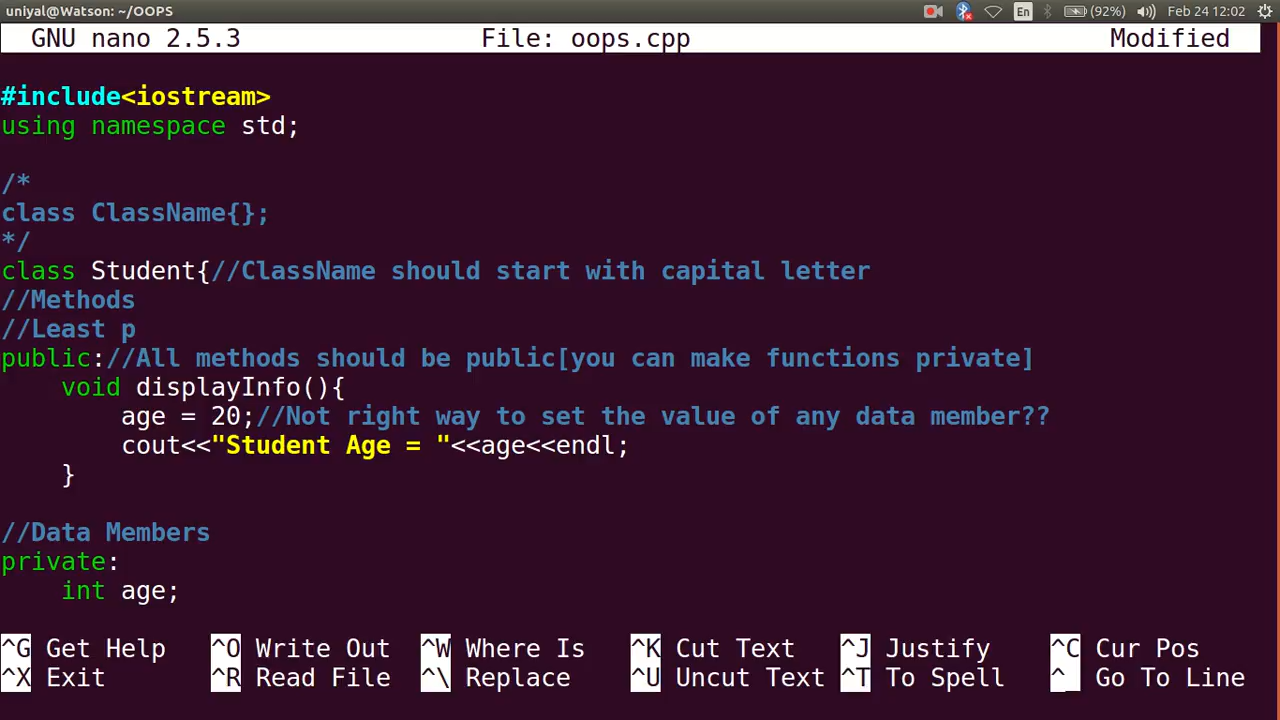 uniyal@Watson: ~/OOPS En (92%) Feb 24 12:02
GNU nano 2.5.3 File: oops.cpp Modified
#include<iostream>
using namespace std;
/*
class ClassName{};
*/
class Student{//ClassName should start with capital letter
//Methods
//Least p
public://All methods should be public[you can make functions private]
void displayInfo(){
age = 20;//Not right way to set the value of any data member??
cout<<"Student Age = "<<age<<endl;
}
//Data Members
private:
int age;
^G Get Help ^O Write Out ^W Where Is ^K Cut Text ^J Justify ^C Cur Pos
^X Exit ^R Read File ^\ Replace ^U Uncut Text ^T To Spell ^_ Go To Line